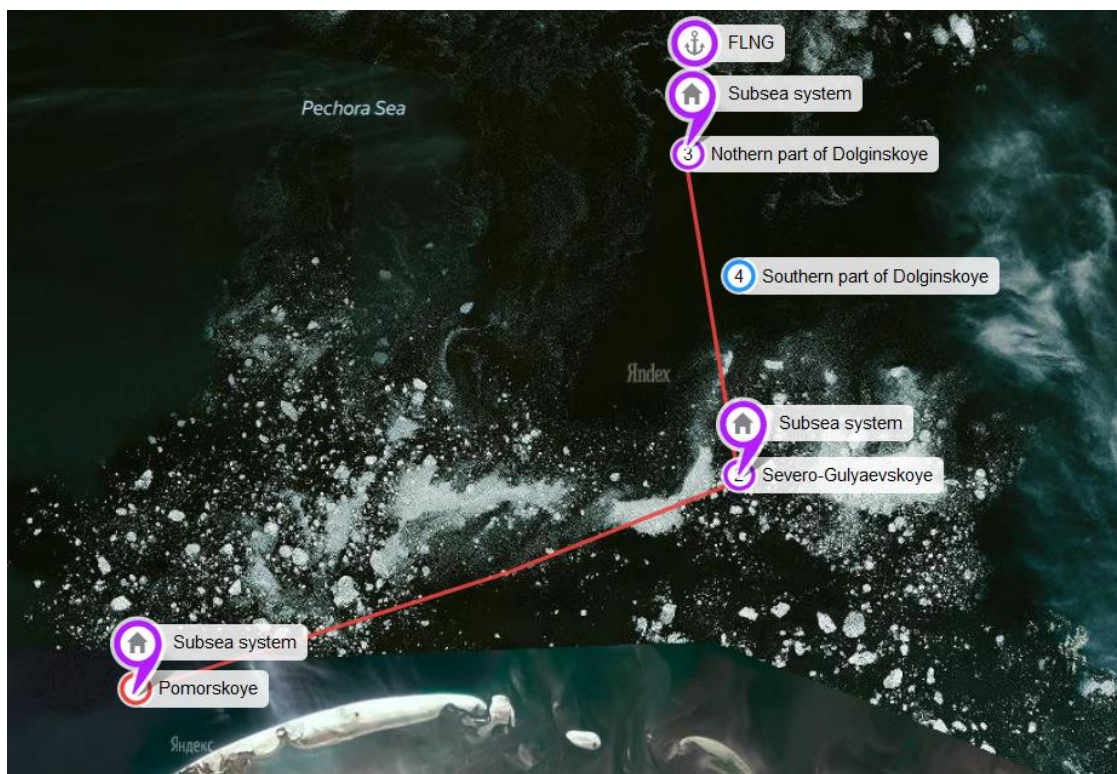 FLNG
Subsea system
Pechora Sea
3
Nothern part of Dolginskoye
4
Southern part of Dolginskoye
Яndex
Subsea system
2
Severo-Gulyaevskoye
Subsea system
Pomorskoye
Яндекс